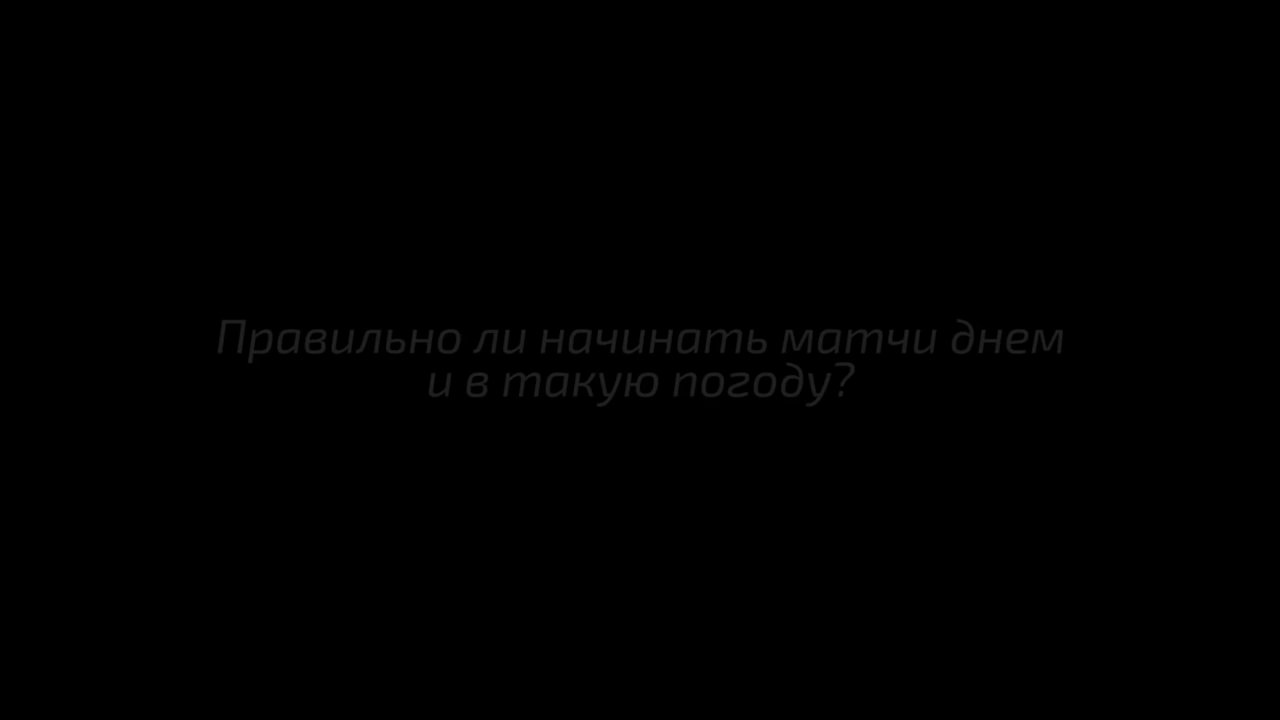 Правильно ли начинать матчи днем
и в такую погоду?